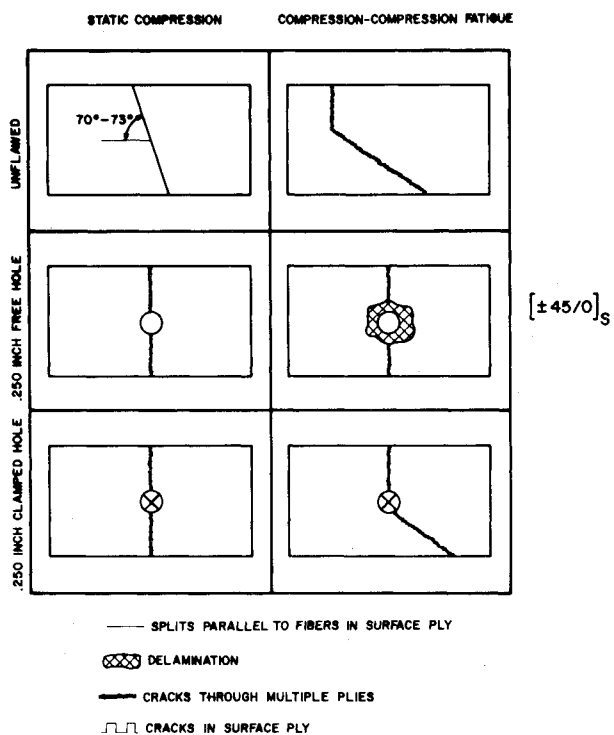 STATIC COMPRESSION
COMPRESSION-COMPRESSION FATIGUE
UNFLAWED
70°-73°
.250 INCH FREE HOLE
[±45/0]S
.250 INCH CLAMPED HOLE
SPLITS PARALLEL TO FIBERS IN SURFACE PLY
DELAMINATION
CRACKS THROUGH MULTIPLE PLIES
CRACKS IN SURFACE PLY